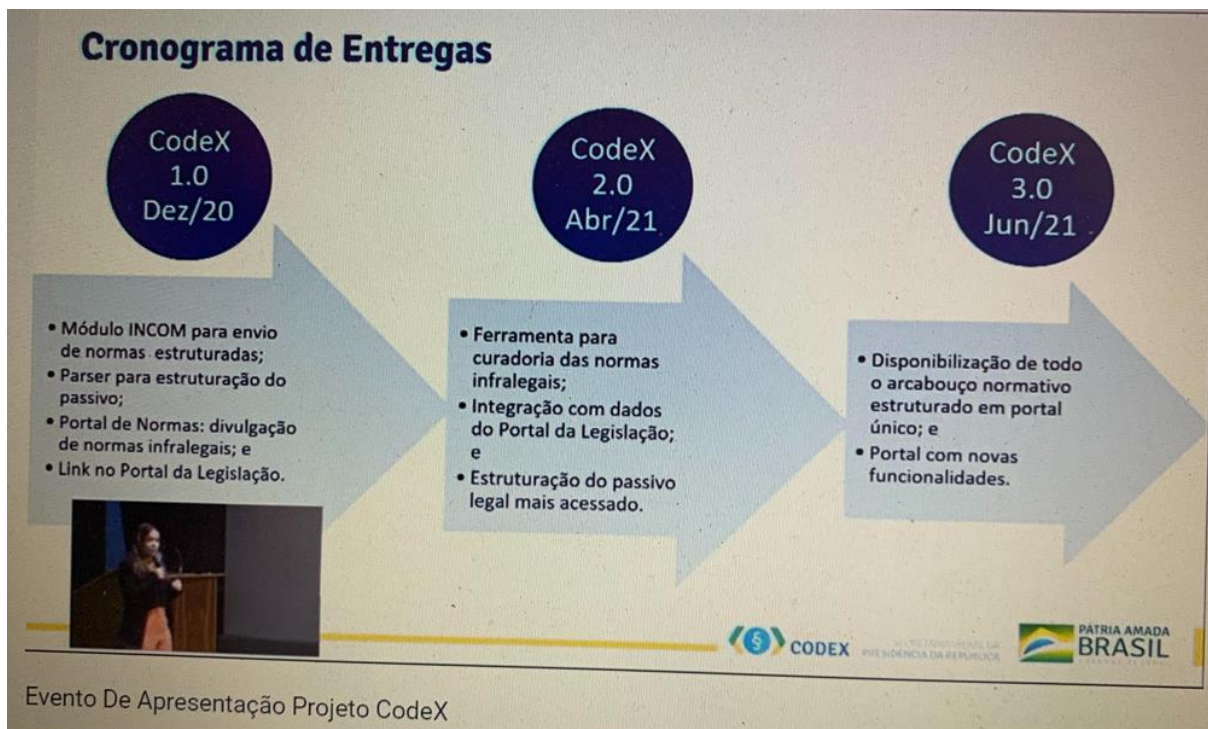 Cronograma de Entregas
CodeX
1.0
Dez/20
CodeX
2.0
Abr/21
CodeX
3.0
Jun/21
• Módulo INCOM para envio
de normas estruturadas;
• Parser para estruturação do
passivo;
• Portal de Normas: divulgação
de normas infralegais; e
• Link no Portal da Legislação.
• Ferramenta para
curadoria das normas
infralegais;
• Integração com dados
do Portal da Legislação;
e
• Estruturação do passivo
legal mais acessado.
• Disponibilização de todo
o arcabouço normativo
estruturado em portal
único; e
• Portal com novas
funcionalidades.
§
CODEX
PRESIDÊNCIA DA REPÚBLICA
PÁTRIA AMADA
BRASIL
Evento De Apresentação Projeto CodeX